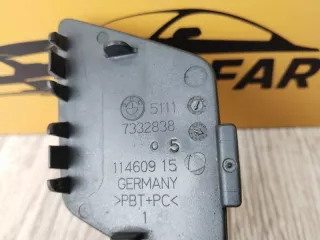 FAR
5111
7332838
5
114609 15
GERMANY
>PBT+PC<
1